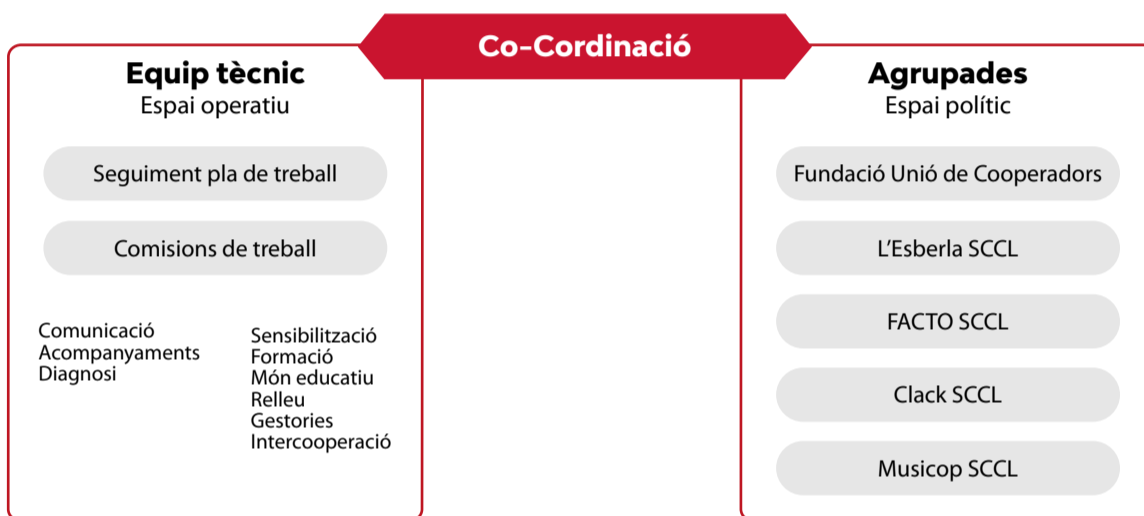 Co-Cordinació
Equip tècnic
Espai operatiu
Seguiment pla de treball
Comisions de treball
Comunicació
Acompanyaments
Diagnosi
Sensibilització
Formació
Món educatiu
Relleu
Gestories
Intercooperació
Agrupades
Espai polític
Fundació Unió de Cooperadors
L'Esberla SCCL
FACTO SCCL
Clack SCCL
Musicop SCCL